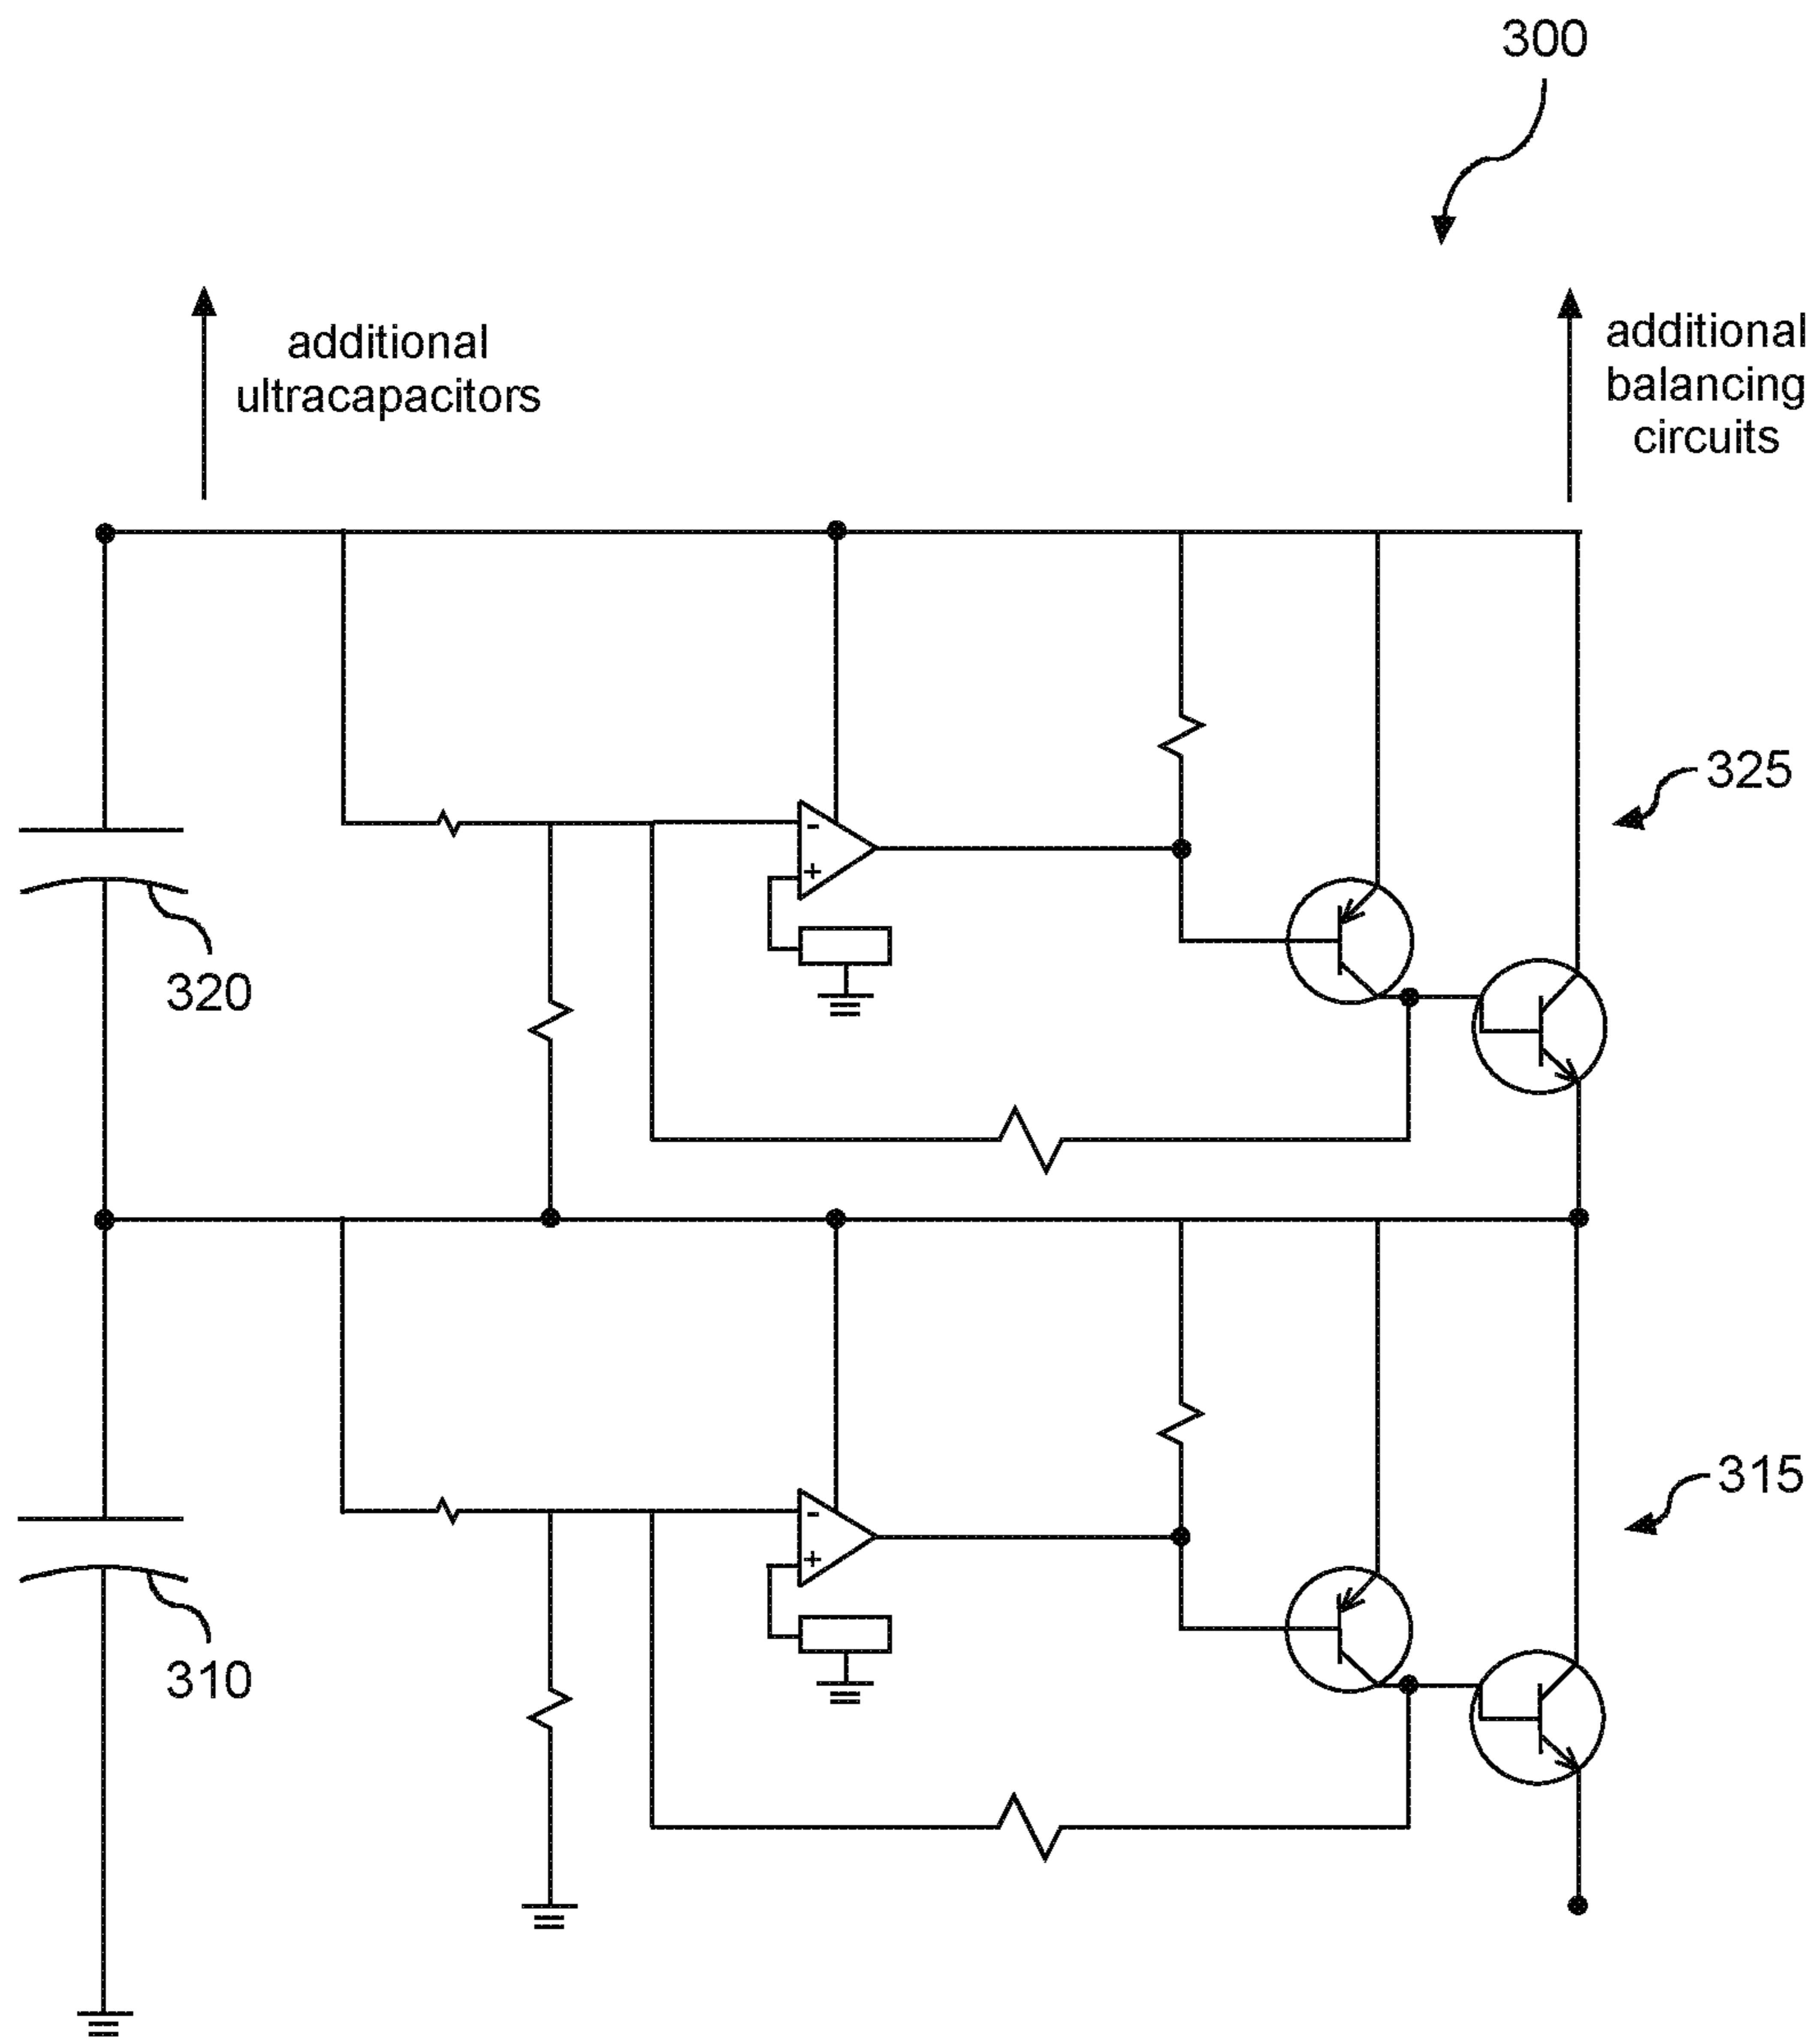 300
additional
ultracapacitors
additional
balancing
circuits
325
-
+
320
315
-
+
310